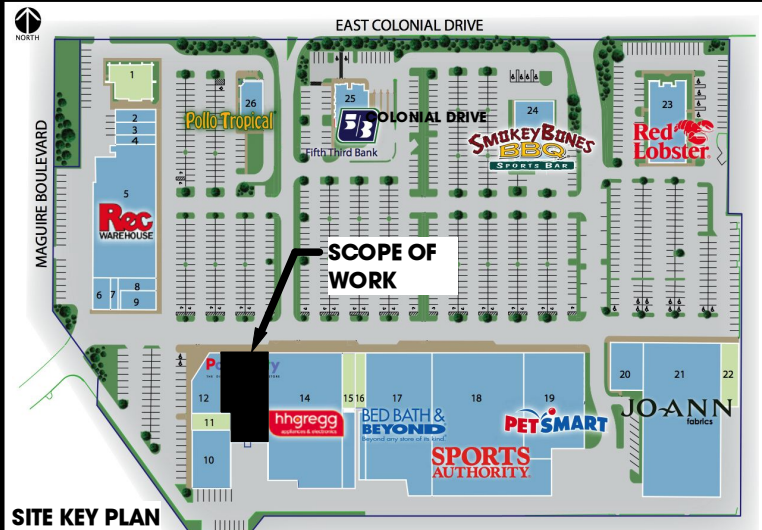 NORTH
EAST COLONIAL DRIVE
MAGUIRE BOULEVARD
1
2
3
4
5
Rec
WAREHOUSE
6
7
8
9
26
Pollo Tropical
25
COLONIAL DRIVE
Fifth Third Bank
24
SMOKEY BONES
BBQ
SPORTS BAR
23
Red
Lobster
SCOPE OF
WORK
12
11
10
14
hhgregg
appliances & electronics
15
16
17
BED BATH &
BEYOND
Beyond any store of its kind.
18
SPORTS
AUTHORITY
19
PETSMART
20
21
22
JO-ANN
fabrics
SITE KEY PLAN